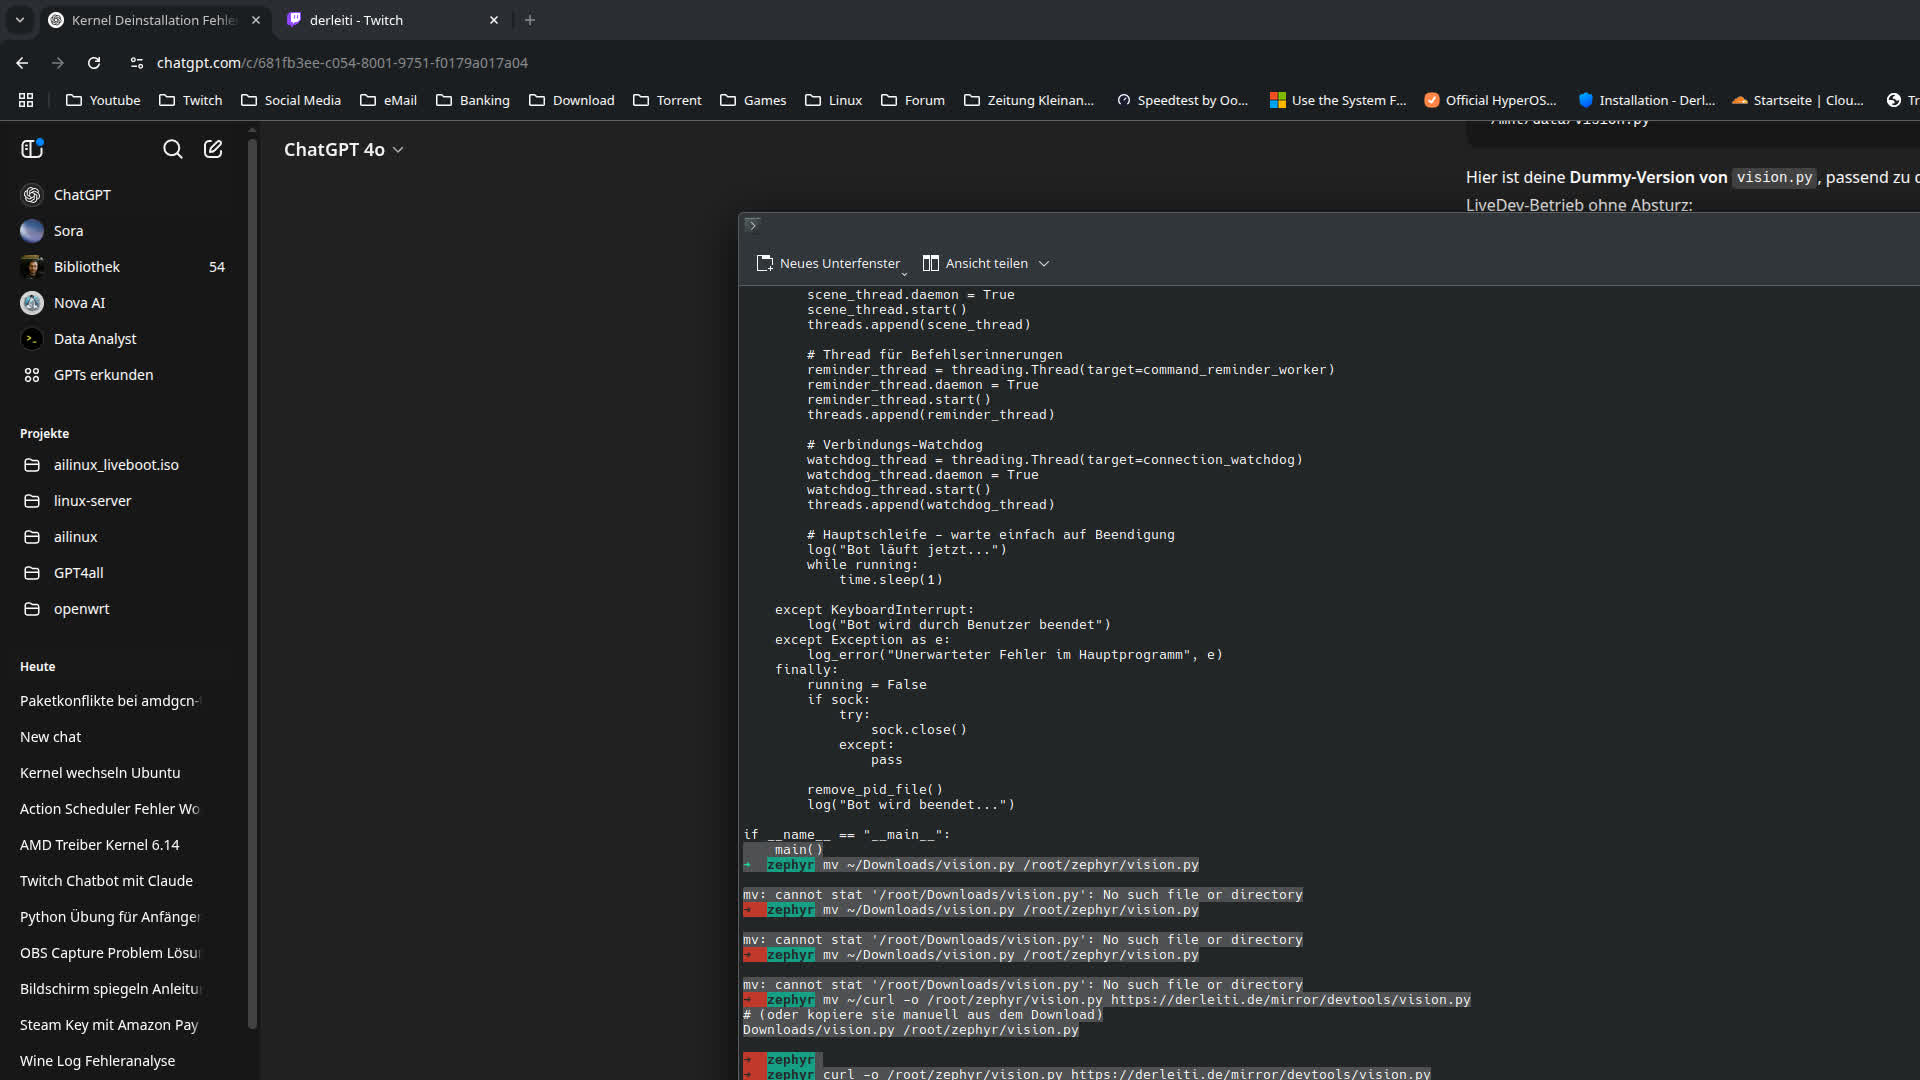 Kernel Deinstallation Fehle
derleiti - Twitch
chatgpt.com/c/681fb3ee-c054-8001-9751-f0179a017a04
Youtube
Twitch
Social Media
eMail
Banking
Download
Torrent
Games
Linux
Forum
Zeitung Kleinan...
Speedtest by Oo...
Use the System F...
Official HyperOS...
Installation - Derl...
Startseite | Clou...
Tr
ChatGPT
Sora
Bibliothek 54
Nova AI
Data Analyst
GPTs erkunden
Projekte
ailinux_liveboot.iso
linux-server
ailinux
GPT4all
openwrt
Heute
Paketkonflikte bei amdgcn-
New chat
Kernel wechseln Ubuntu
Action Scheduler Fehler Wo
AMD Treiber Kernel 6.14
Twitch Chatbot mit Claude
Python Übung für Anfänger
OBS Capture Problem Lösu
Bildschirm spiegeln Anleitu
Steam Key mit Amazon Pay
Wine Log Fehleranalyse
ChatGPT 4o
/mnt/data/vision.py
Hier ist deine Dummy-Version von vision.py, passend zu d
LiveDev-Betrieb ohne Absturz:
Neues Unterfenster
Ansicht teilen
        scene_thread.daemon = True
        scene_thread.start()
        threads.append(scene_thread)
        # Thread für Befehlserinnerungen
        reminder_thread = threading.Thread(target=command_reminder_worker)
        reminder_thread.daemon = True
        reminder_thread.start()
        threads.append(reminder_thread)
        # Verbindungs-Watchdog
        watchdog_thread = threading.Thread(target=connection_watchdog)
        watchdog_thread.daemon = True
        watchdog_thread.start()
        threads.append(watchdog_thread)
        # Hauptschleife - warte einfach auf Beendigung
        log("Bot läuft jetzt...")
        while running:
            time.sleep(1)
    except KeyboardInterrupt:
        log("Bot wird durch Benutzer beendet")
    except Exception as e:
        log_error("Unerwarteter Fehler im Hauptprogramm", e)
    finally:
        running = False
        if sock:
            try:
                sock.close()
            except:
                pass
        remove_pid_file()
        log("Bot wird beendet...")
if __name__ == "__main__":
    main()
➜  zephyr mv ~/Downloads/vision.py /root/zephyr/vision.py
mv: cannot stat '/root/Downloads/vision.py': No such file or directory
➜  zephyr mv ~/Downloads/vision.py /root/zephyr/vision.py
mv: cannot stat '/root/Downloads/vision.py': No such file or directory
➜  zephyr mv ~/Downloads/vision.py /root/zephyr/vision.py
mv: cannot stat '/root/Downloads/vision.py': No such file or directory
➜  zephyr mv ~/curl -o /root/zephyr/vision.py https://derleiti.de/mirror/devtools/vision.py
# (oder kopiere sie manuell aus dem Download)
Downloads/vision.py /root/zephyr/vision.py
➜  zephyr
➜  zephyr curl -o /root/zephyr/vision.py https://derleiti.de/mirror/devtools/vision.py